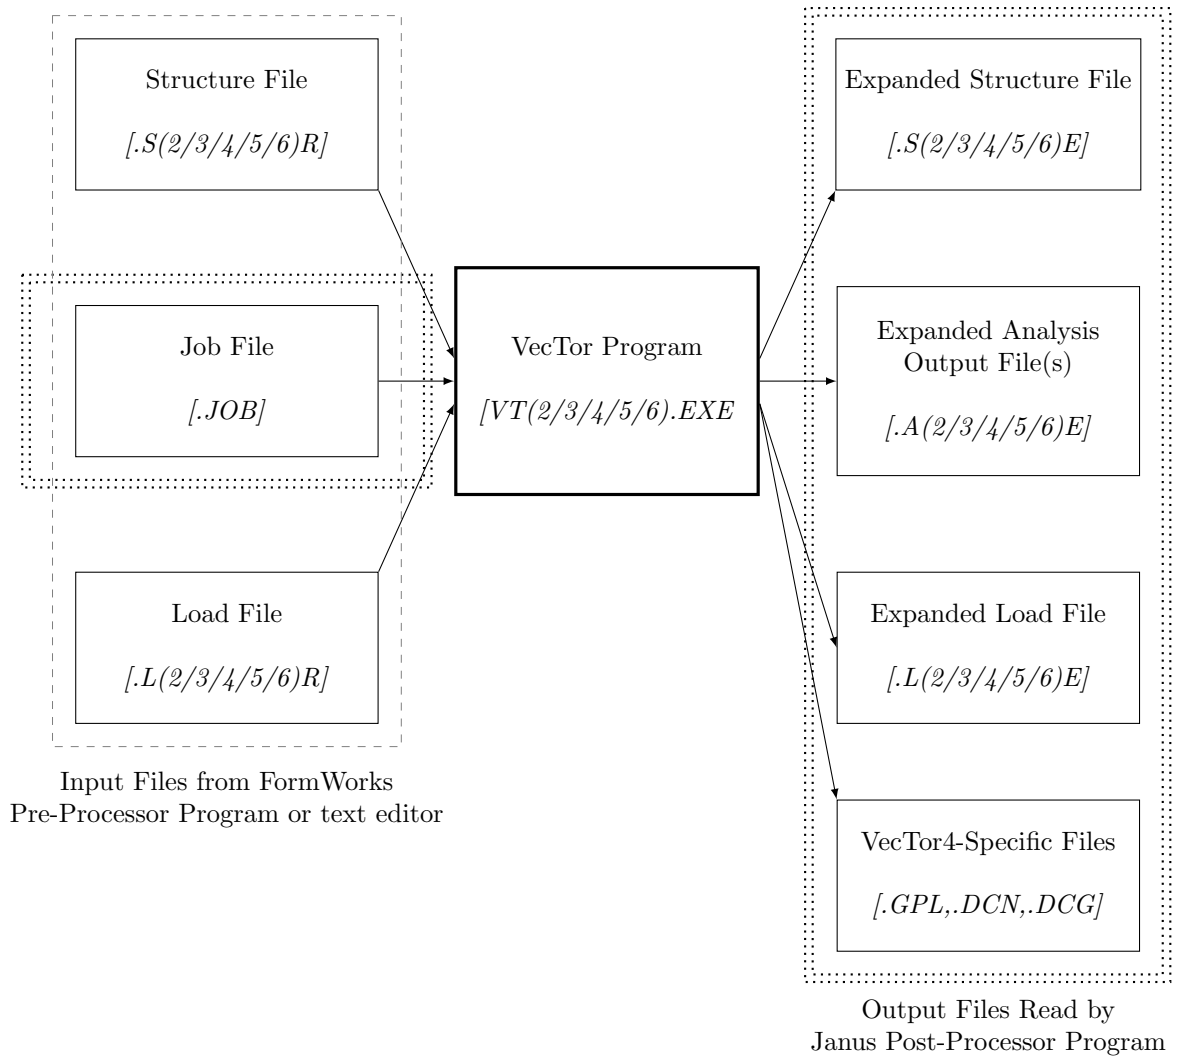 Structure File
[.S(2/3/4/5/6)R]
Job File
[.JOB]
Load File
[.L(2/3/4/5/6)R]
Input Files from FormWorks
Pre-Processor Program or text editor
VecTor Program
[VT(2/3/4/5/6).EXE
Expanded Structure File
[.S(2/3/4/5/6)E]
Expanded Analysis
Output File(s)
[.A(2/3/4/5/6)E]
Expanded Load File
[.L(2/3/4/5/6)E]
VecTor4-Specific Files
[.GPL,.DCN,.DCG]
Output Files Read by
Janus Post-Processor Program